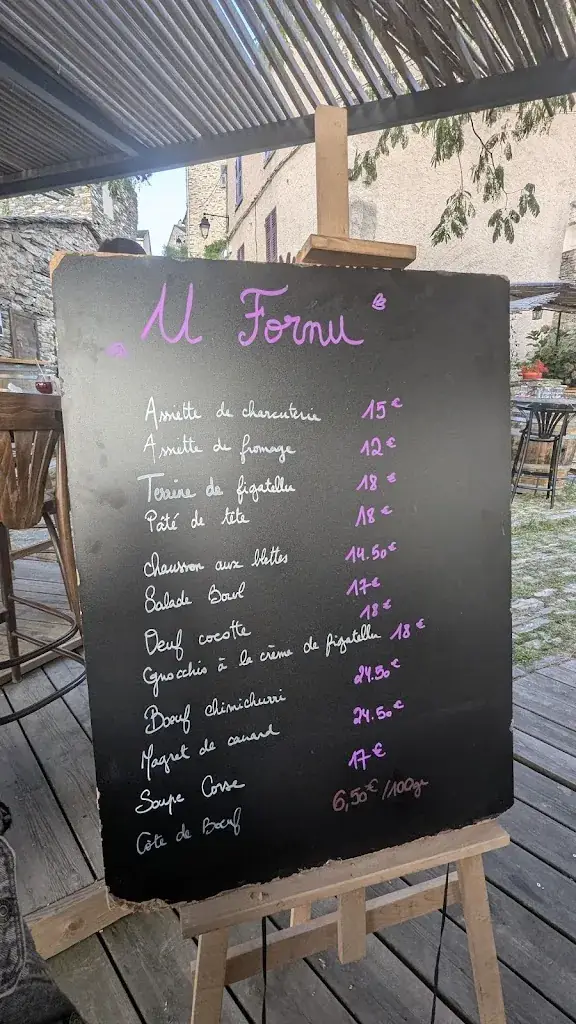 U Fornu
Assiette de charcuterie 15€
Assiette de fromage 12€
Terrine de figatellu 18€
Pâté de tête 18€
Chausson aux blettes 14.50€
Salade Bowl 17€
Oeuf cocotte 18€
Gnocchis à la crème de figatellu 18€
Boeuf chimichurri 24.50€
Magret de canard 24.50€
Soupe Corse 17€
Côte de Boeuf 6,50€/100gr